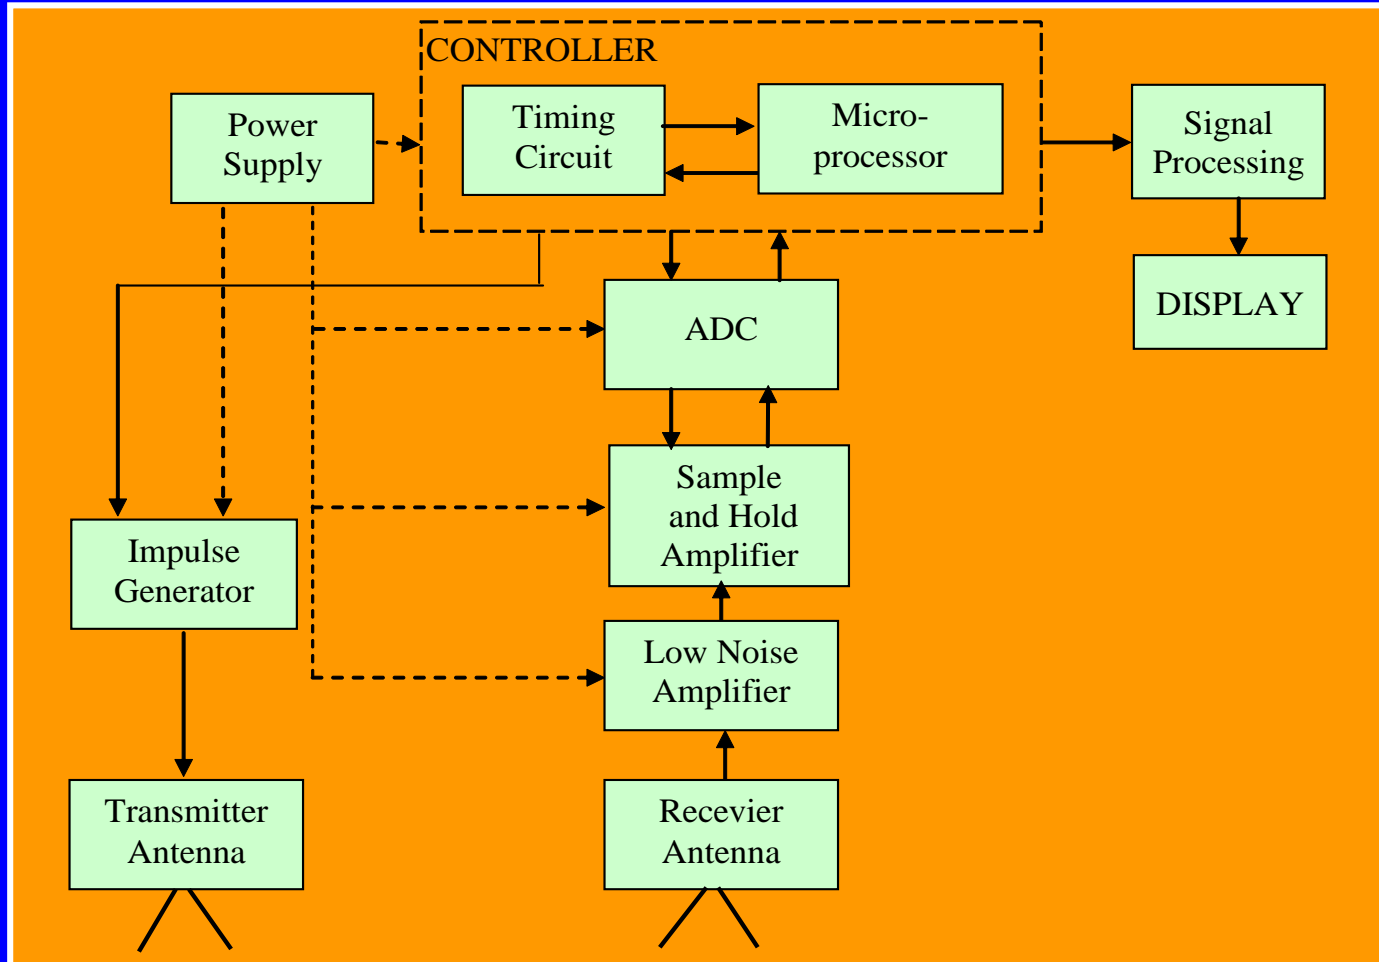 CONTROLLER
Power
Supply
Timing
Circuit
Micro-
processor
Signal
Processing
DISPLAY
ADC
Sample
and Hold
Amplifier
Impulse
Generator
Low Noise
Amplifier
Transmitter
Antenna
Recevier
Antenna